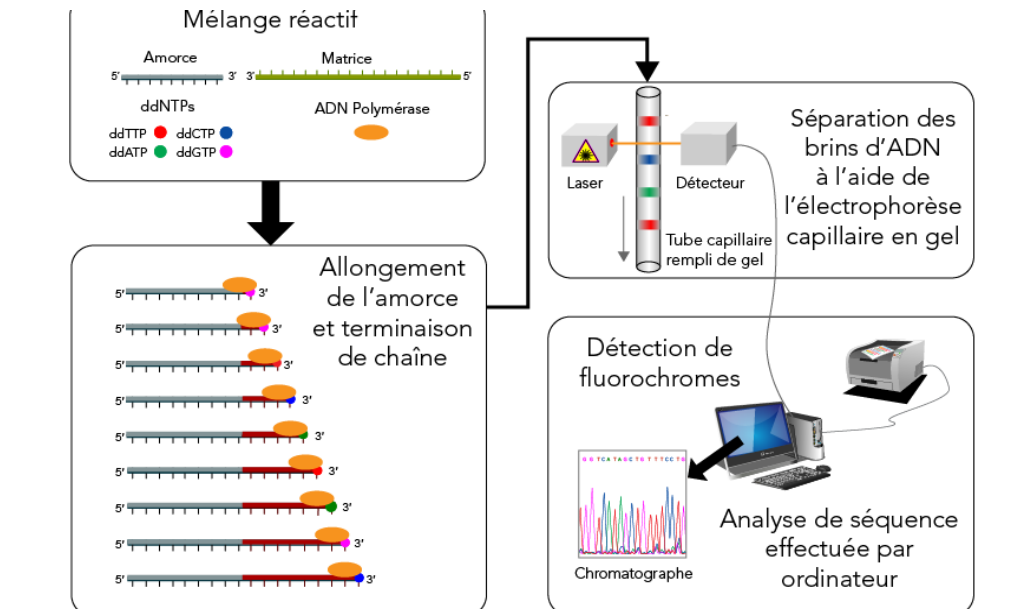 Mélange réactif
Amorce
Matrice
5′ 3′ 3′ 5′
ddNTPs
ADN Polymérase
ddTTP ddCTP
ddATP ddGTP
Allongement
de l'amorce
et terminaison
de chaîne
5′ 3′
5′ 3′
5′ 3′
5′ 3′
5′ 3′
5′ 3′
5′ 3′
5′ 3′
5′ 3′
Séparation des
brins d'ADN
à l'aide de
l'électrophorèse
capillaire en gel
Laser
Détecteur
Tube capillaire
rempli de gel
Détection de
fluorochromes
G G T C A T A G C T G T T T C C T G
Chromatographe
Analyse de séquence
effectuée par
ordinateur